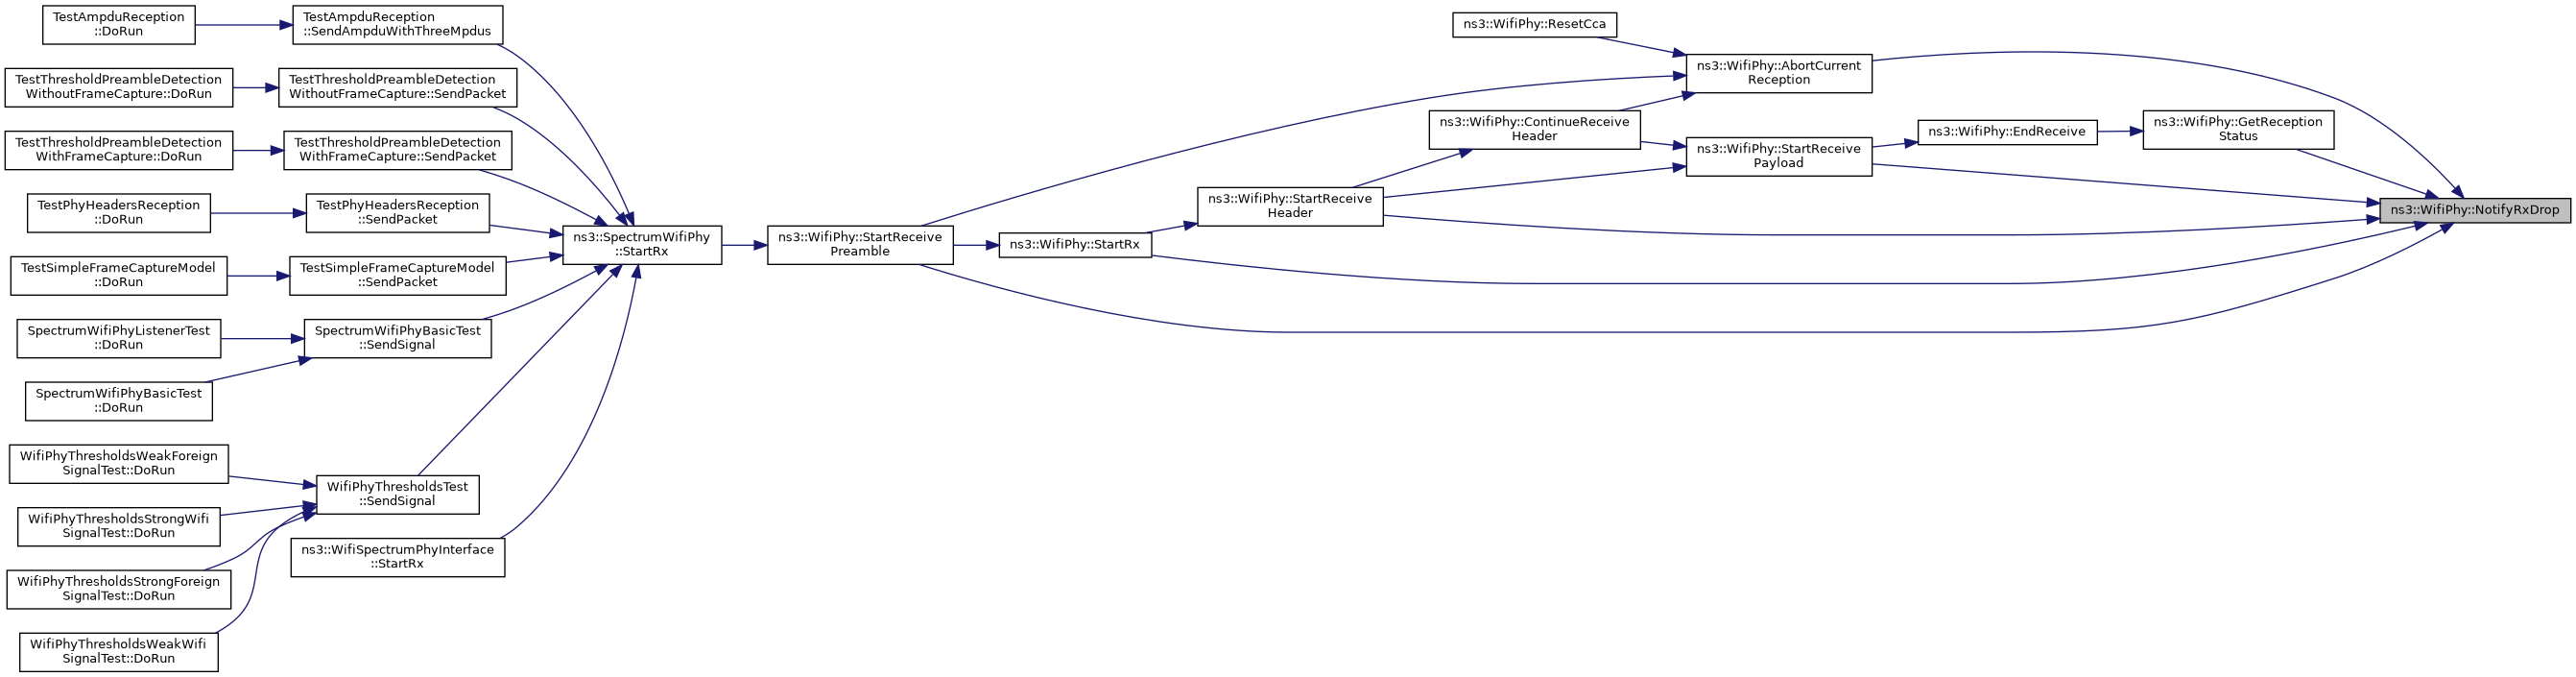 TestAmpduReception
::DoRun
TestAmpduReception
::SendAmpduWithThreeMpdus
TestThresholdPreambleDetection
WithoutFrameCapture::DoRun
TestThresholdPreambleDetection
WithoutFrameCapture::SendPacket
TestThresholdPreambleDetection
WithFrameCapture::DoRun
TestThresholdPreambleDetection
WithFrameCapture::SendPacket
TestPhyHeadersReception
::DoRun
TestPhyHeadersReception
::SendPacket
TestSimpleFrameCaptureModel
::DoRun
TestSimpleFrameCaptureModel
::SendPacket
SpectrumWifiPhyListenerTest
::DoRun
SpectrumWifiPhyBasicTest
::SendSignal
SpectrumWifiPhyBasicTest
::DoRun
WifiPhyThresholdsWeakForeign
SignalTest::DoRun
WifiPhyThresholdsTest
::SendSignal
WifiPhyThresholdsStrongWifi
SignalTest::DoRun
ns3::WifiSpectrumPhyInterface
::StartRx
WifiPhyThresholdsStrongForeign
SignalTest::DoRun
WifiPhyThresholdsWeakWifi
SignalTest::DoRun
ns3::SpectrumWifiPhy
::StartRx
ns3::WifiPhy::StartReceive
Preamble
ns3::WifiPhy::StartRx
ns3::WifiPhy::StartReceive
Header
ns3::WifiPhy::ResetCca
ns3::WifiPhy::ContinueReceive
Header
ns3::WifiPhy::AbortCurrent
Reception
ns3::WifiPhy::StartReceive
Payload
ns3::WifiPhy::EndReceive
ns3::WifiPhy::GetReception
Status
ns3::WifiPhy::NotifyRxDrop